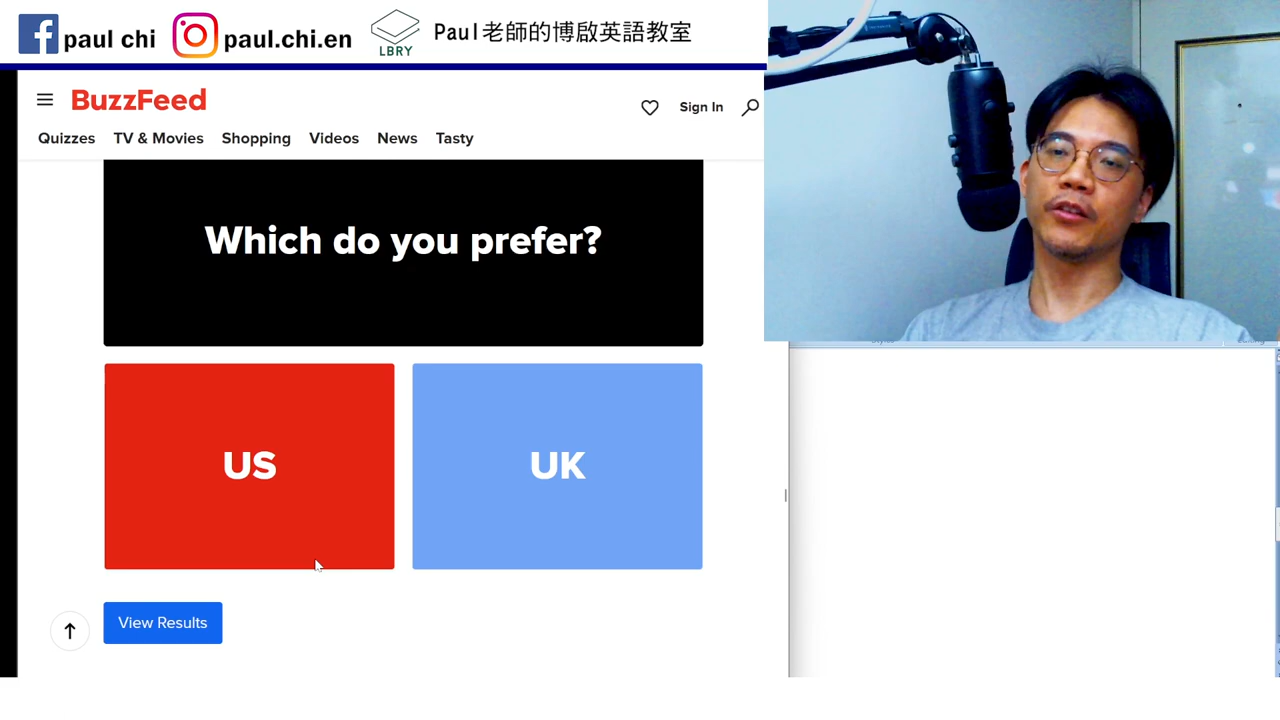 paul chi
paul.chi.en
LBRY
Paul老師的博啟英語教室
BuzzFeed
Sign In
Quizzes TV & Movies Shopping Videos News Tasty
Which do you prefer?
US
UK
View Results